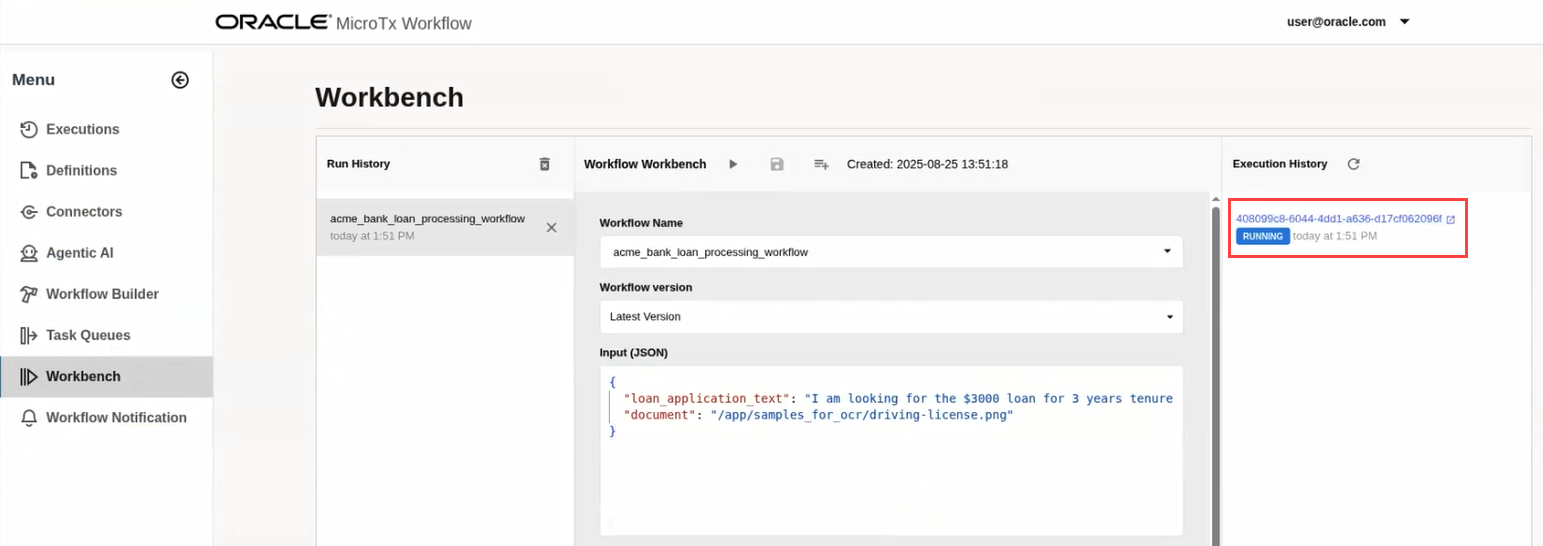 ORACLE® MicroTx Workflow
user@oracle.com
Menu
Executions
Definitions
Connectors
Agentic AI
Workflow Builder
Task Queues
Workbench
Workflow Notification
Workbench
Run History
acme_bank_loan_processing_workflow
today at 1:51 PM
Workflow Workbench
Created: 2025-08-25 13:51:18
Workflow Name
acme_bank_loan_processing_workflow
Workflow version
Latest Version
Input (JSON)
{
"loan_application_text": "I am looking for the $3000 loan for 3 years tenure
"document": "/app/samples_for_ocr/driving-license.png"
}
Execution History
408099c8-6044-4dd1-a636-d17cf062096f
RUNNING today at 1:51 PM